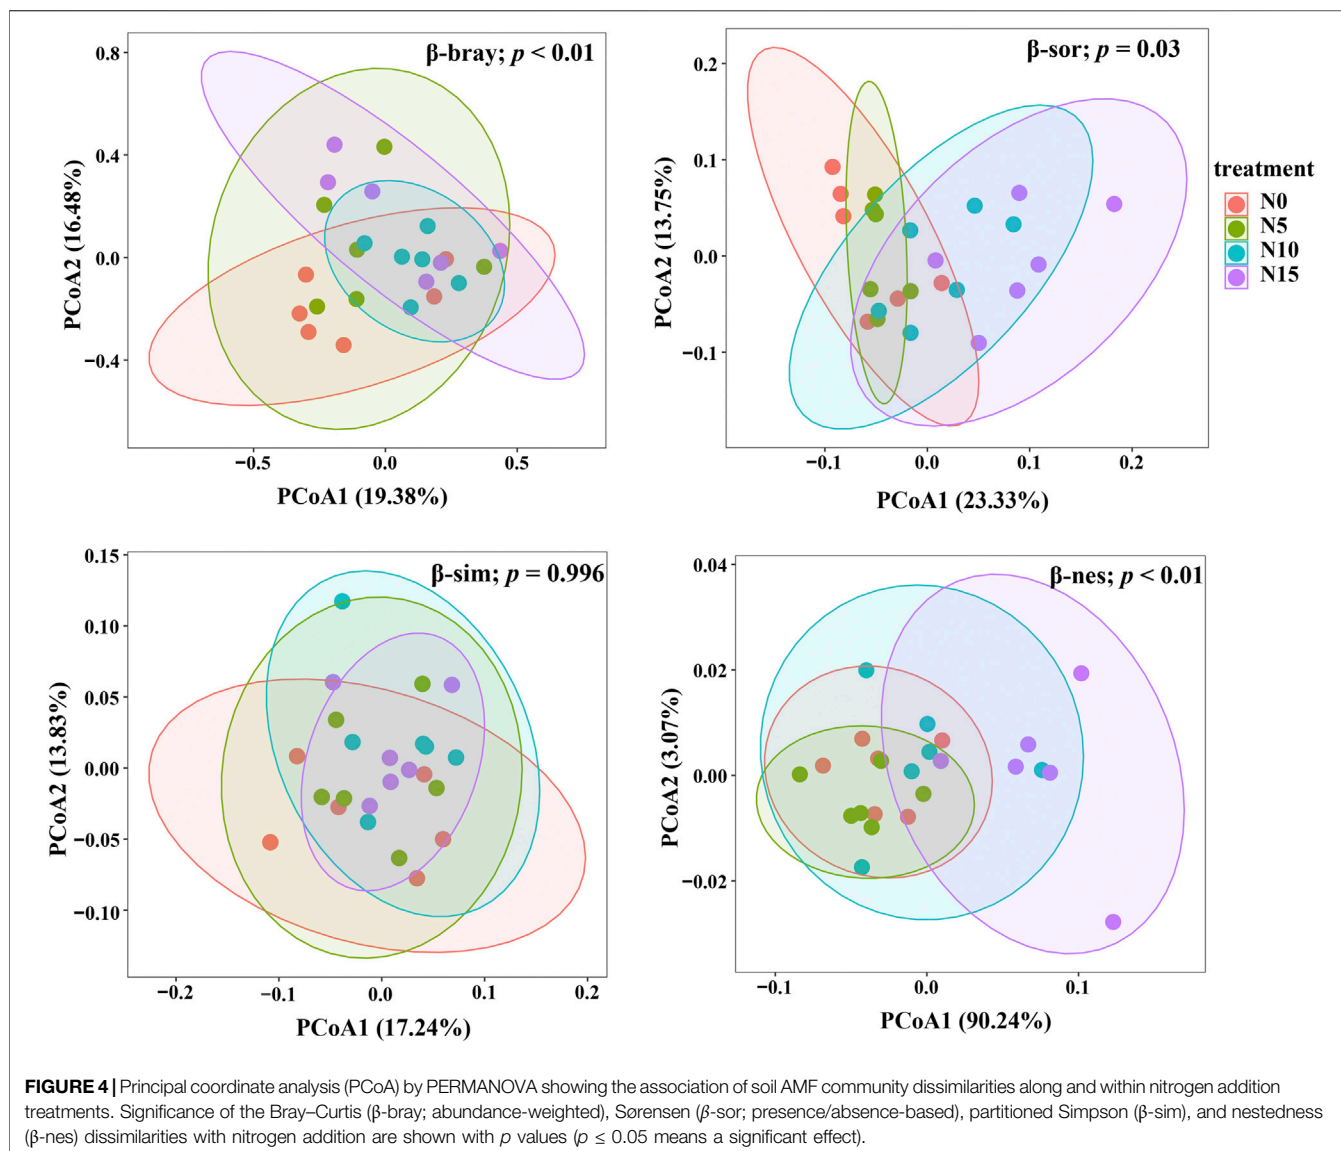 β-bray; p < 0.01
0.8
0.4
0.0
−0.4
PCoA2 (16.48%)
−0.5
0.0
0.5
PCoA1 (19.38%)
β-sor; p = 0.03
0.2
0.1
0.0
−0.1
PCoA2 (13.75%)
−0.1
0.0
0.1
0.2
PCoA1 (23.33%)
treatment
N0
N5
N10
N15
β-sim; p = 0.996
0.15
0.10
0.05
0.00
−0.05
−0.10
PCoA2 (13.83%)
−0.2
−0.1
0.0
0.1
0.2
PCoA1 (17.24%)
β-nes; p < 0.01
0.04
0.02
0.00
−0.02
PCoA2 (3.07%)
−0.1
0.0
0.1
PCoA1 (90.24%)
FIGURE 4 | Principal coordinate analysis (PCoA) by PERMANOVA showing the association of soil AMF community dissimilarities along and within nitrogen addition
treatments. Significance of the Bray–Curtis (β-bray; abundance-weighted), Sørensen (β-sor; presence/absence-based), partitioned Simpson (β-sim), and nestedness
(β-nes) dissimilarities with nitrogen addition are shown with p values (p ≤ 0.05 means a significant effect).